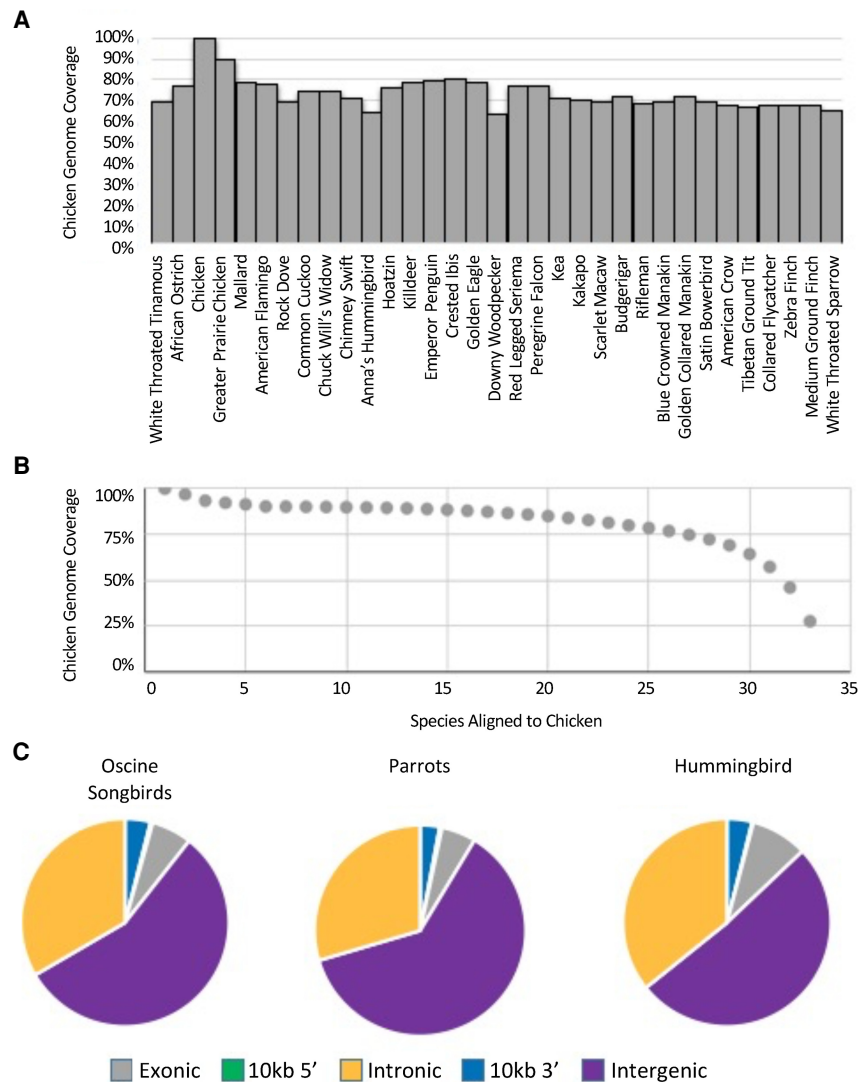 A
Chicken Genome Coverage
100%
90%
80%
70%
60%
50%
40%
30%
20%
10%
0%
White Throated Tinamous
African Ostrich
Chicken
Greater Prairie Chicken
Mallard
American Flamingo
Rock Dove
Common Cuckoo
Chuck Will's Widow
Chimney Swift
Anna's Hummingbird
Hoatzin
Killdeer
Emperor Penguin
Crested Ibis
Golden Eagle
Downy Woodpecker
Red Legged Seriema
Peregrine Falcon
Kea
Kakapo
Scarlet Macaw
Budgerigar
Rifleman
Blue Crowned Manakin
Golden Collared Manakin
Satin Bowerbird
American Crow
Tibetan Ground Tit
Collared Flycatcher
Zebra Finch
Medium Ground Finch
White Throated Sparrow
B
Chicken Genome Coverage
100%
75%
50%
25%
0%
0 5 10 15 20 25 30 35
Species Aligned to Chicken
C
Oscine
Songbirds
Parrots
Hummingbird
Exonic 10kb 5’ Intronic 10kb 3’ Intergenic